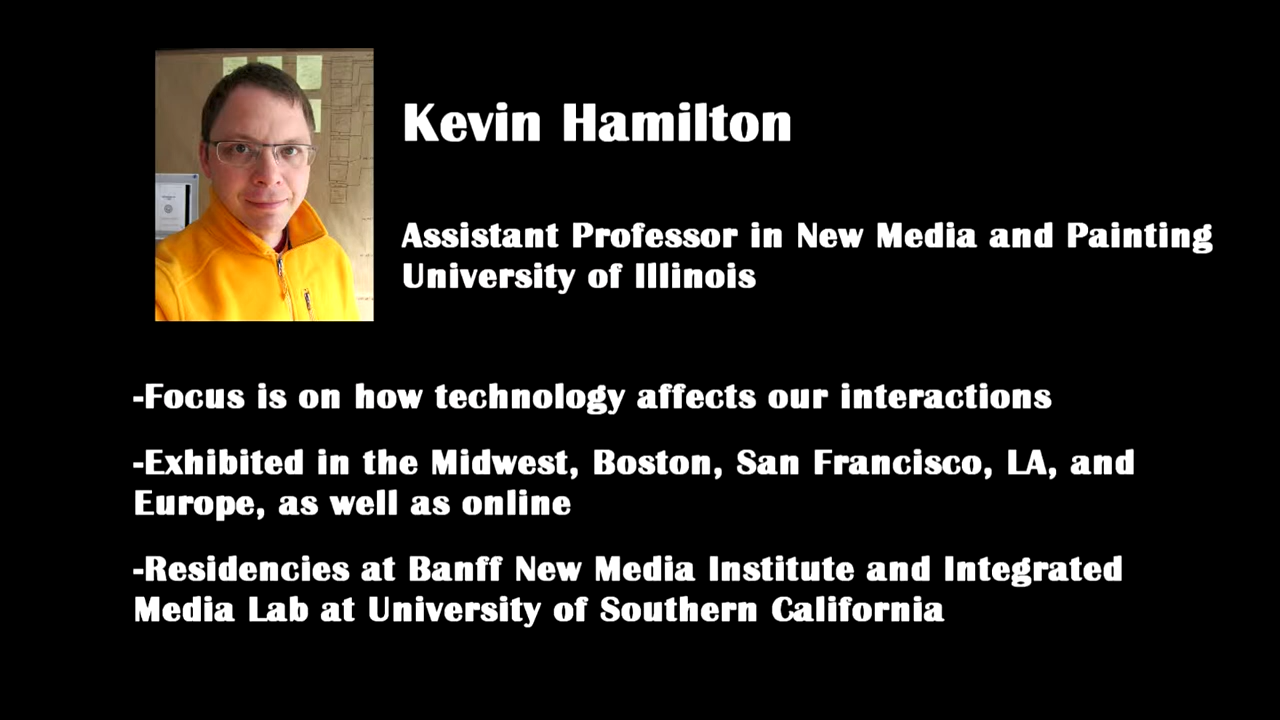 Kevin Hamilton
Assistant Professor in New Media and Painting
University of Illinois
-Focus is on how technology affects our interactions
-Exhibited in the Midwest, Boston, San Francisco, LA, and
Europe, as well as online
-Residencies at Banff New Media Institute and Integrated
Media Lab at University of Southern California